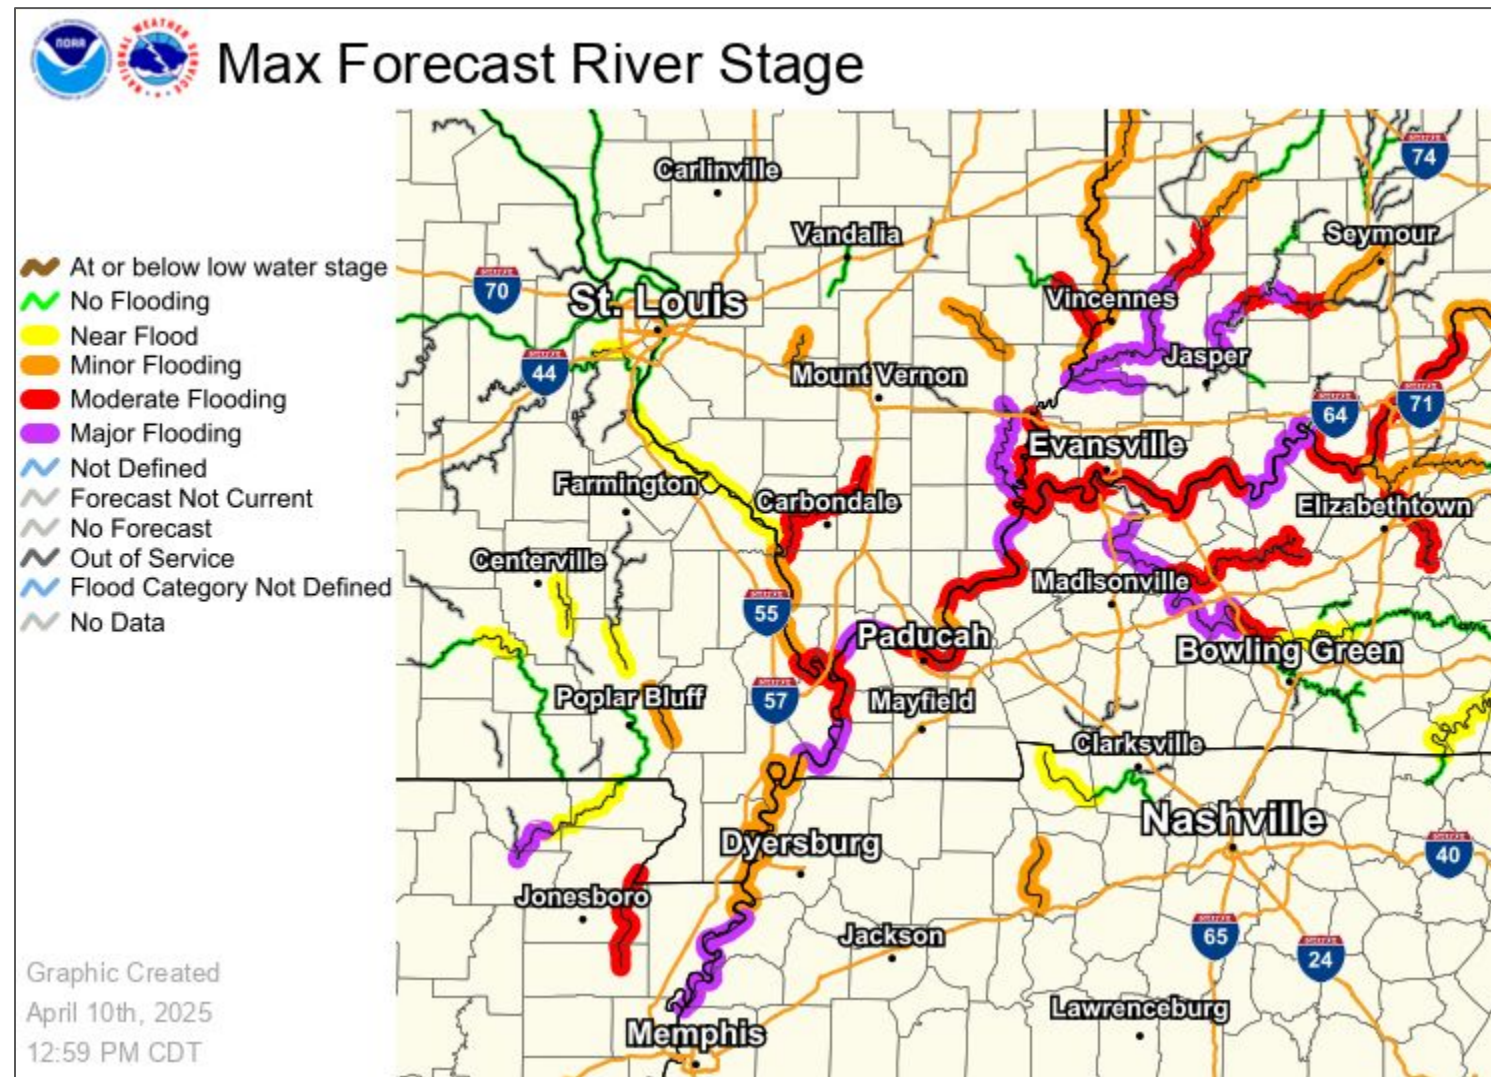 NOAA
NATIONAL WEATHER SERVICE
Max Forecast River Stage
At or below low water stage
No Flooding
Near Flood
Minor Flooding
Moderate Flooding
Major Flooding
Not Defined
Forecast Not Current
No Forecast
Out of Service
Flood Category Not Defined
No Data
Graphic Created
April 10th, 2025
12:59 PM CDT
Carlinville
74
Vandalia
Seymour
70
St. Louis
Vincennes
44
Mount Vernon
Jasper
64
71
Evansville
Farmington
Carbondale
Elizabethtown
Centerville
Madisonville
55
Paducah
Bowling Green
Poplar Bluff
57
Mayfield
Clarksville
Nashville
Dyersburg
40
Jonesboro
Jackson
65
24
Lawrenceburg
Memphis